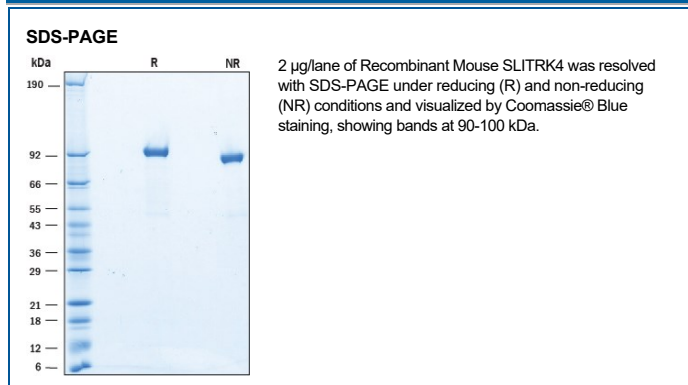 SDS-PAGE
kDa
R
NR
190
92
66
55
43
36
29
21
18
12
6
2 µg/lane of Recombinant Mouse SLITRK4 was resolved
with SDS-PAGE under reducing (R) and non-reducing
(NR) conditions and visualized by Coomassie® Blue
staining, showing bands at 90-100 kDa.